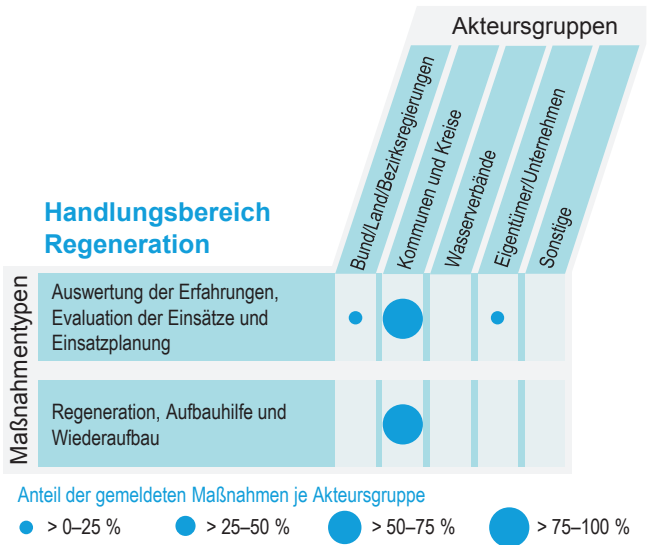 Akteursgruppen
Bund/Land/Bezirksregierungen
Kommunen und Kreise
Wasserverbände
Eigentümer/Unternehmen
Sonstige
Handlungsbereich
Regeneration
Maßnahmentypen
Auswertung der Erfahrungen,
Evaluation der Einsätze und
Einsatzplanung
Regeneration, Aufbauhilfe und
Wiederaufbau
Anteil der gemeldeten Maßnahmen je Akteursgruppe
> 0–25 % > 25–50 % > 50–75 % > 75–100 %